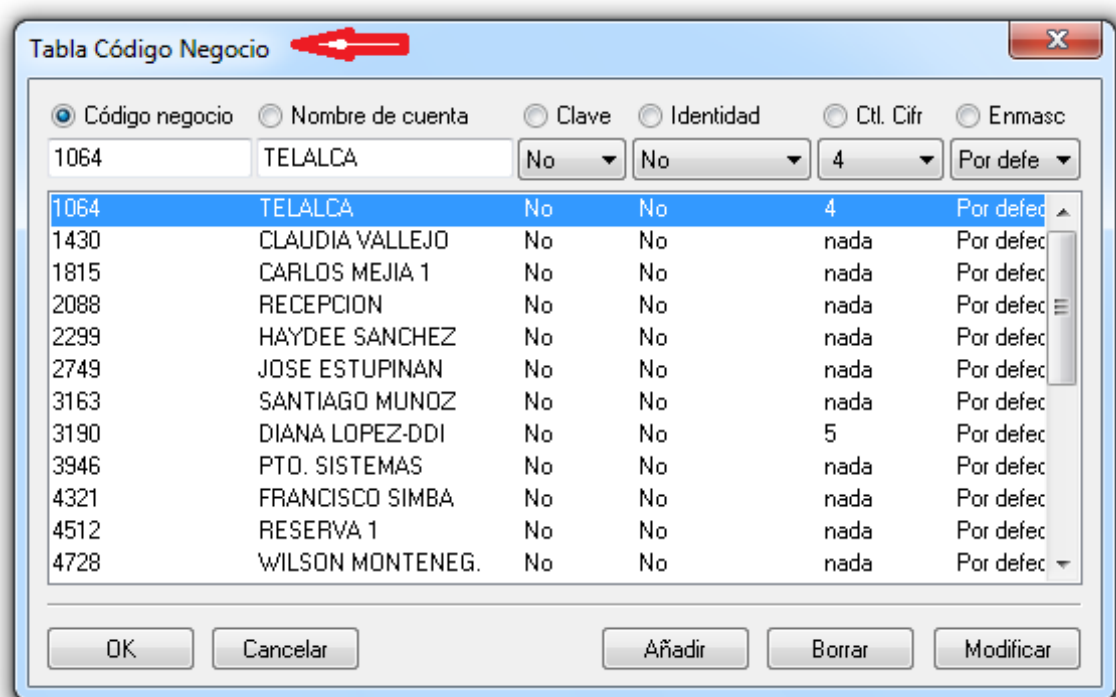 Tabla Código Negocio
Código negocio Nombre de cuenta Clave Identidad Ctl. Cifr Enmasc
1064 TELALCA No No 4 Por defe
1064 TELALCA No No 4 Por defec
1430 CLAUDIA VALLEJO No No nada Por defec
1815 CARLOS MEJIA 1 No No nada Por defec
2088 RECEPCION No No nada Por defec
2299 HAYDEE SANCHEZ No No nada Por defec
2749 JOSE ESTUPINAN No No nada Por defec
3163 SANTIAGO MUNOZ No No nada Por defec
3190 DIANA LOPEZ-DDI No No 5 Por defec
3946 PTO. SISTEMAS No No nada Por defec
4321 FRANCISCO SIMBA No No nada Por defec
4512 RESERVA 1 No No nada Por defec
4728 WILSON MONTENEG. No No nada Por defec
OK Cancelar Añadir Borrar Modificar